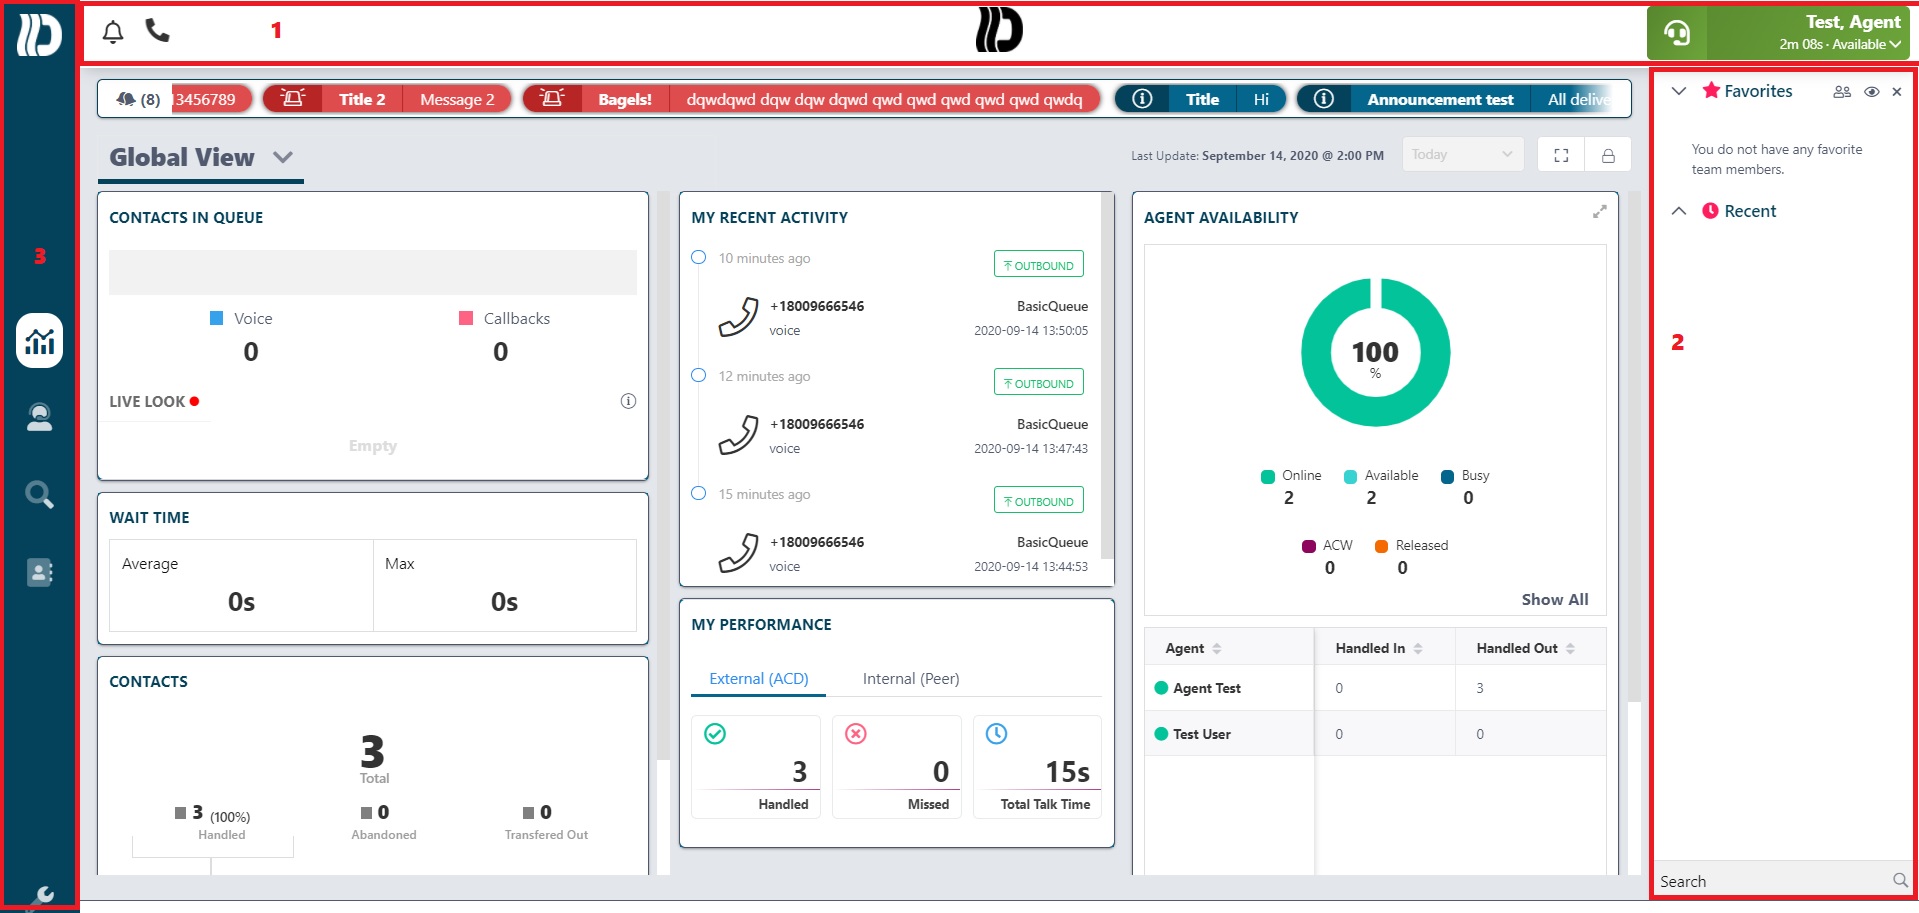 1
Test, Agent
2m 08s · Available
(8)
13456789
Title 2 Message 2
Bagels! dqwdqwd dqw dqw dqwd qwd qwd qwd qwd qwd qwdq
Title Hi
Announcement test All delive
Global View
Last Update: September 14, 2020 @ 2:00 PM
Today
3
CONTACTS IN QUEUE
Voice Callbacks
0 0
LIVE LOOK
Empty
WAIT TIME
Average Max
0s 0s
CONTACTS
3
Total
3 (100%) 0 0
Handled Abandoned Transfered Out
MY RECENT ACTIVITY
10 minutes ago
OUTBOUND
+18009666546 BasicQueue
voice 2020-09-14 13:50:05
12 minutes ago
OUTBOUND
+18009666546 BasicQueue
voice 2020-09-14 13:47:43
15 minutes ago
OUTBOUND
+18009666546 BasicQueue
voice 2020-09-14 13:44:53
MY PERFORMANCE
External (ACD) Internal (Peer)
3 0 15s
Handled Missed Total Talk Time
AGENT AVAILABILITY
100
%
Online Available Busy
2 2 0
ACW Released
0 0
Show All
Agent Handled In Handled Out
Agent Test 0 3
Test User 0 0
Favorites
You do not have any favorite
team members.
Recent
2
Search